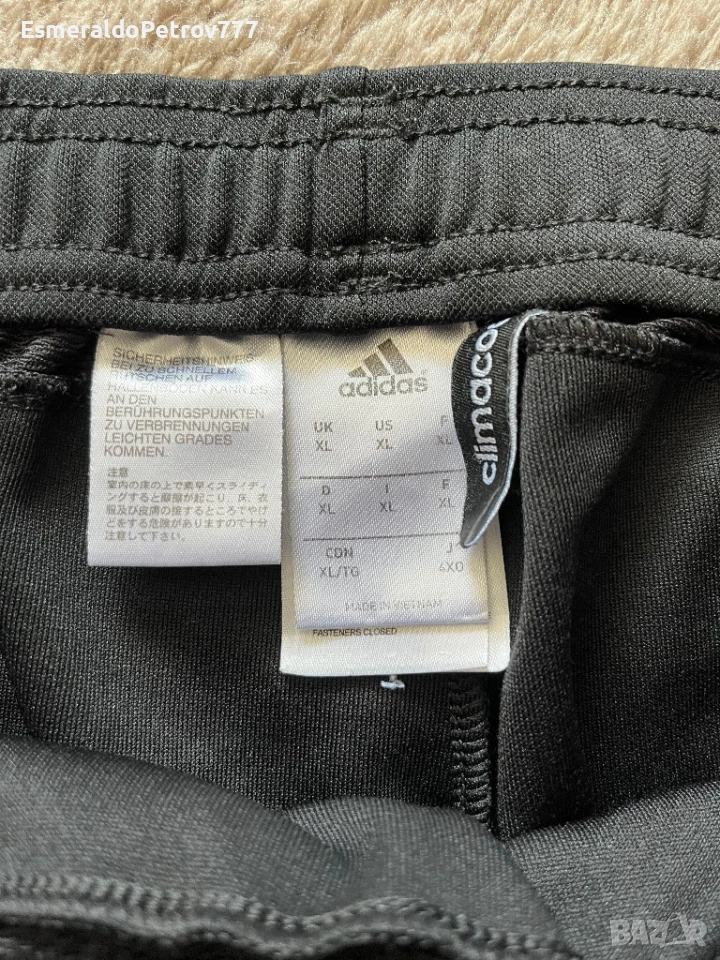 EsmeraldoPetrov777
SICHERHEITSHINWEIS:
BEI ZU SCHNELLEM
RUTSCHEN AUF
HALLENBÖDEN KANN ES
AN DEN
BERÜHRUNGSPUNKTEN
ZU VERBRENNUNGEN
LEICHTEN GRADES
KOMMEN.
注意
室内の床の上で素早くスライディ
ングすると摩擦が起こり、床、衣
服及び皮膚の接するところでやけ
どをする危険がありますので十分
注意して下さい。
adidas
UK US F
XL XL
D I E
XL XL XL
CDN J
XL/TG 4XO
MADE IN VIETNAM
FASTENERS CLOSED
climaco
BAZAR